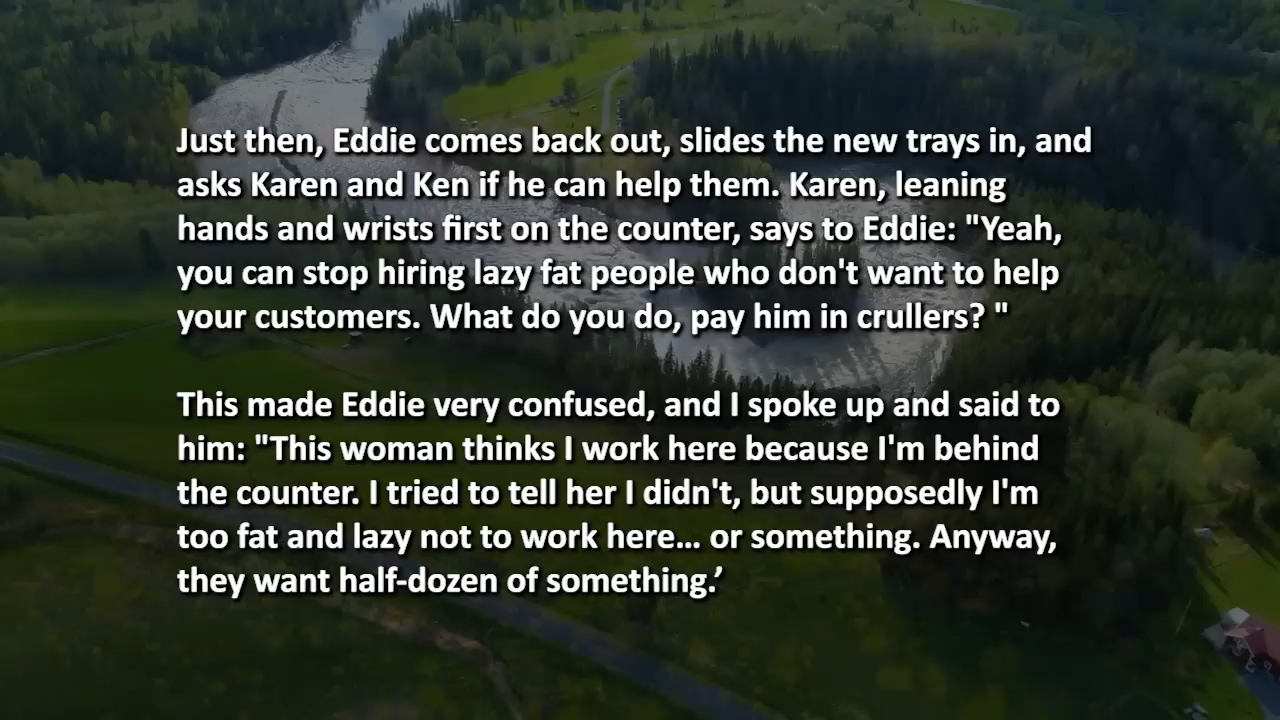 Just then, Eddie comes back out, slides the new trays in, and
asks Karen and Ken if he can help them. Karen, leaning
hands and wrists first on the counter, says to Eddie: "Yeah,
you can stop hiring lazy fat people who don't want to help
your customers. What do you do, pay him in crullers? "
This made Eddie very confused, and I spoke up and said to
him: "This woman thinks I work here because I'm behind
the counter. I tried to tell her I didn't, but supposedly I'm
too fat and lazy not to work here... or something. Anyway,
they want half-dozen of something.’